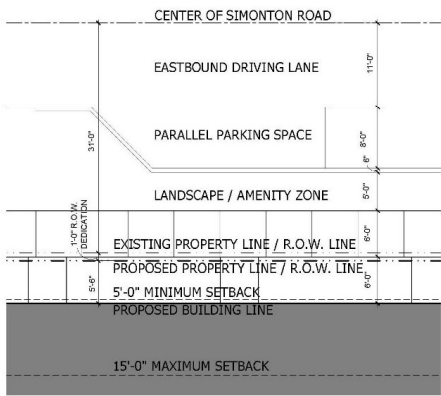 CENTER OF SIMONTON ROAD
EASTBOUND DRIVING LANE
11'-0"
31'-0"
PARALLEL PARKING SPACE
8'-0"
6"
LANDSCAPE / AMENITY ZONE
5'-0"
1'-0" R.O.W.
DEDICATION
EXISTING PROPERTY LINE / R.O.W. LINE
6'-0"
PROPOSED PROPERTY LINE / R.O.W. LINE
5'-6"
5'-0" MINIMUM SETBACK
6'-0"
PROPOSED BUILDING LINE
15'-0" MAXIMUM SETBACK